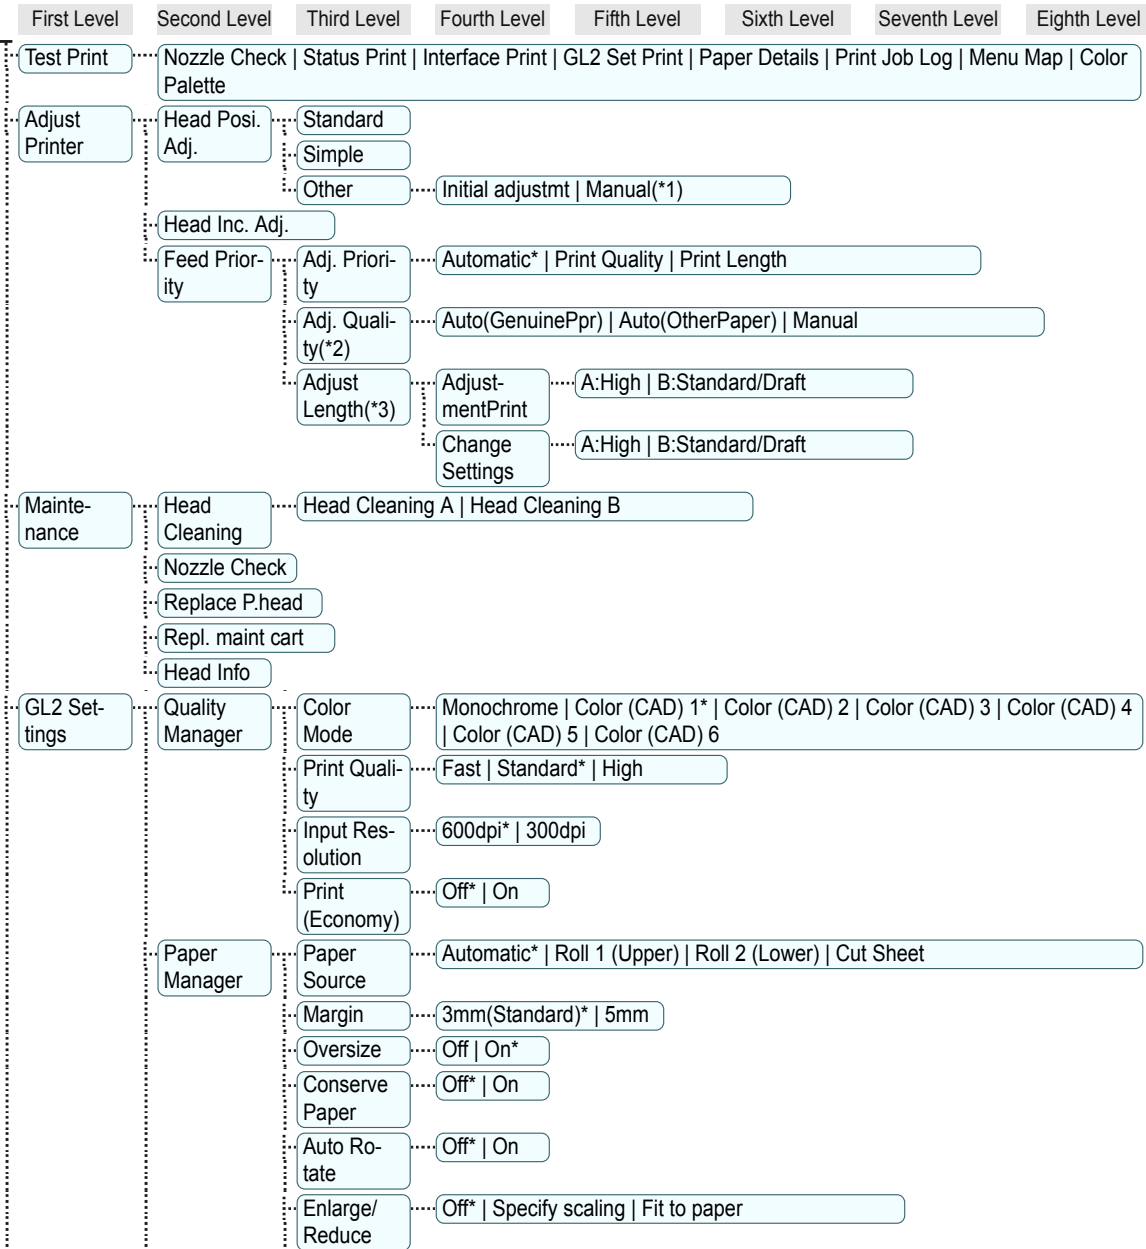 First Level Second Level Third Level Fourth Level Fifth Level Sixth Level Seventh Level Eighth Level
Test Print Nozzle Check | Status Print | Interface Print | GL2 Set Print | Paper Details | Print Job Log | Menu Map | Color
Palette
Adjust
Printer
Head Posi.
Adj.
Standard
Simple
Other Initial adjustmt | Manual(*1)
Head Inc. Adj.
Feed Prior-
ity
Adj. Priori-
ty
Automatic* | Print Quality | Print Length
Adj. Quali-
ty(*2)
Auto(GenuinePpr) | Auto(OtherPaper) | Manual
Adjust
Length(*3)
Adjust-
mentPrint
A:High | B:Standard/Draft
Change
Settings
A:High | B:Standard/Draft
Mainte-
nance
Head
Cleaning
Head Cleaning A | Head Cleaning B
Nozzle Check
Replace P.head
Repl. maint cart
Head Info
GL2 Set-
tings
Quality
Manager
Color
Mode
Monochrome | Color (CAD) 1* | Color (CAD) 2 | Color (CAD) 3 | Color (CAD) 4
| Color (CAD) 5 | Color (CAD) 6
Print Quali-
ty
Fast | Standard* | High
Input Res-
olution
600dpi* | 300dpi
Print
(Economy)
Off* | On
Paper
Manager
Paper
Source
Automatic* | Roll 1 (Upper) | Roll 2 (Lower) | Cut Sheet
Margin 3mm(Standard)* | 5mm
Oversize Off | On*
Conserve
Paper
Off* | On
Auto Ro-
tate
Off* | On
Enlarge/
Reduce
Off* | Specify scaling | Fit to paper